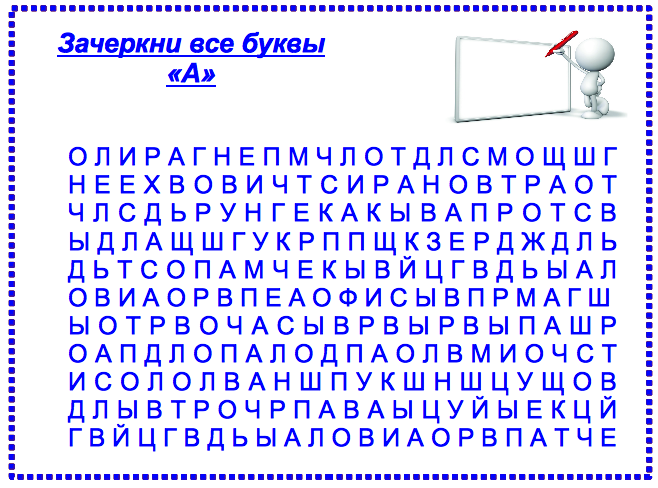 Зачеркни все буквы
«А»
О Л И Р А Г Н Е П М Ч Л О Т Д Л С М О Щ Ш Г
Н Е Е Х В О В И Ч Т С И Р А Н О В Т Р А О Т
Ч Л С Д Ь Р У Н Г Е К А К Ы В А П Р О Т С В
Ы Д Л А Щ Ш Г У К Р П П Щ К З Е Р Д Ж Д Л Ь
Д Ь Т С О П А М Ч Е К Ы В Й Ц Г В Д Ь Ы А Л
О В И А О Р В П Е А О Ф И С Ы В П Р М А Г Ш
Ы О Т Р В О Ч А С Ы В Р В Ы Р В Ы П А Ш Р
О А П Д Л О П А Л О Д П А О Л В М И О Ч С Т
И С О Л О Л В А Н Ш П У К Ш Н Ш Ц У Щ О В
Д Л Ы В Т Р О Ч Р П А В А Ы Ц У Й Ы Е К Ц Й
Г В Й Ц Г В Д Ь Ы А Л О В И А О Р В П А Т Ч Е